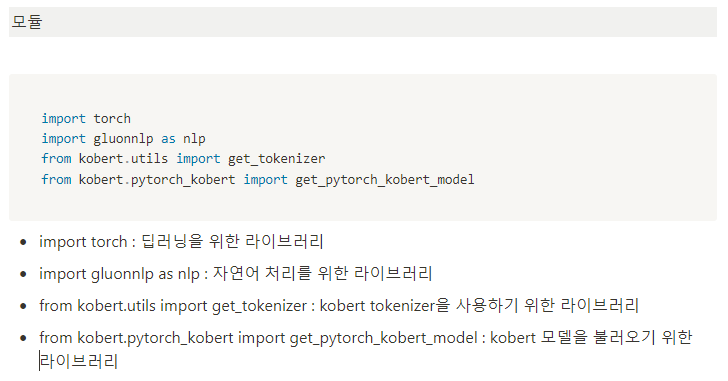 모듈
import torch
import gluonnlp as nlp
from kobert.utils import get_tokenizer
from kobert.pytorch_kobert import get_pytorch_kobert_model
• import torch : 딥러닝을 위한 라이브러리
• import gluonnlp as nlp : 자연어 처리를 위한 라이브러리
• from kobert.utils import get_tokenizer : kobert tokenizer을 사용하기 위한 라이브러리
• from kobert.pytorch_kobert import get_pytorch_kobert_model : kobert 모델을 불러오기 위한
라이브러리